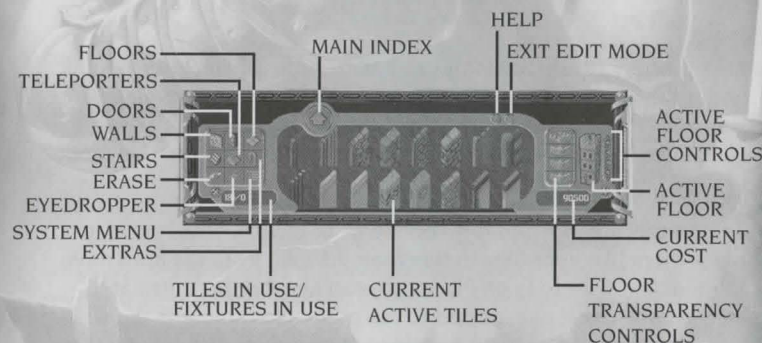 HELP
FLOORS
MAIN INDEX
EXIT EDIT MODE
TELEPORTERS
DOORS
WALLS
STAIRS
ERASE
EYEDROPPER
SYSTEM MENU
EXTRAS
ACTIVE
FLOOR
CONTROLS
ACTIVE
FLOOR
90500
CURRENT
COST
TILES IN USE/
FIXTURES IN USE
CURRENT
ACTIVE TILES
FLOOR
TRANSPARENCY
CONTROLS